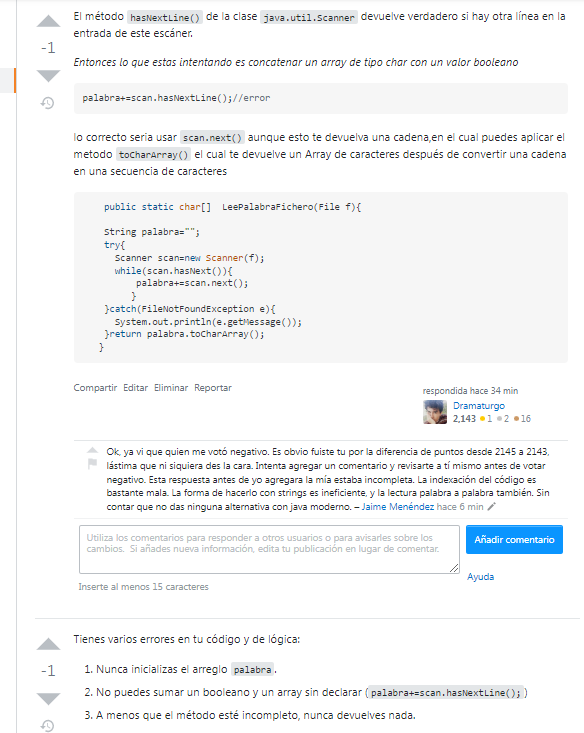 El método hasNextLine() de la clase java.util.Scanner devuelve verdadero si hay otra línea en la
entrada de este escáner.
-1
Entonces lo que estas intentando es concatenar un array de tipo char con un valor booleano
palabra+=scan.hasNextLine();//error
lo correcto seria usar scan.next() aunque esto te devuelva una cadena,en el cual puedes aplicar el
metodo toCharArray() el cual te devuelve un Array de caracteres después de convertir una cadena
en una secuencia de caracteres
public static char[]  LeePalabraFichero(File f){
String palabra="";
try{
Scanner scan=new Scanner(f);
while(scan.hasNext()){
palabra+=scan.next();
}
}catch(FileNotFoundException e){
System.out.println(e.getMessage());
}return palabra.toCharArray();
}
Compartir Editar Eliminar Reportar
respondida hace 34 min
Dramaturgo
2,143 1 2 16
Ok, ya vi que quien me votó negativo. Es obvio fuiste tu por la diferencia de puntos desde 2145 a 2143,
lástima que ni siquiera des la cara. Intenta agregar un comentario y revisarte a tí mismo antes de votar
negativo. Esta respuesta antes de yo agregara la mía estaba incompleta. La indexación del código es
bastante mala. La forma de hacerlo con strings es ineficiente, y la lectura palabra a palabra también. Sin
contar que no das ninguna alternativa con java moderno. – Jaime Menéndez hace 6 min
Utiliza los comentarios para responder a otros usuarios o para avisarles sobre los
cambios. Si añades nueva información, edita tu publicación en lugar de comentar.
Añadir comentario
Ayuda
Inserte al menos 15 caracteres
Tienes varios errores en tu código y de lógica:
-1
1. Nunca inicializas el arreglo palabra.
2. No puedes sumar un booleano y un array sin declarar (palabra+=scan.hasNextLine();)
3. A menos que el método esté incompleto, nunca devuelves nada.